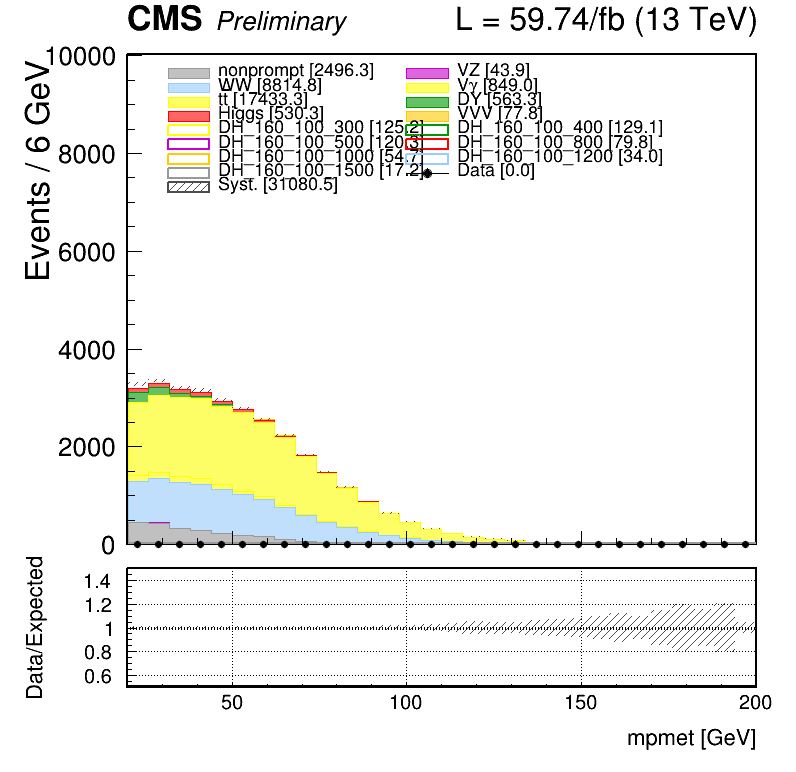 CMS Preliminary L = 59.74/fb (13 TeV)
Events / 6 GeV
10000
8000
6000
4000
2000
0
nonprompt [2496.3] VZ [43.9]
WW [8814.8] Vγ [849.0]
tt [17433.3] DY [563.3]
Higgs [530.3] VVV [77.8]
DH_160_100_300 [125.2] DH_160_100_400 [129.1]
DH_160_100_500 [120.3] DH_160_100_800 [79.8]
DH_160_100_1000 [54.7] DH_160_100_1200 [34.0]
DH_160_100_1500 [17.2] Data [0.0]
Syst. [31080.5]
Data/Expected
1.4
1.2
1
0.8
0.6
50 100 150 200
mpmet [GeV]